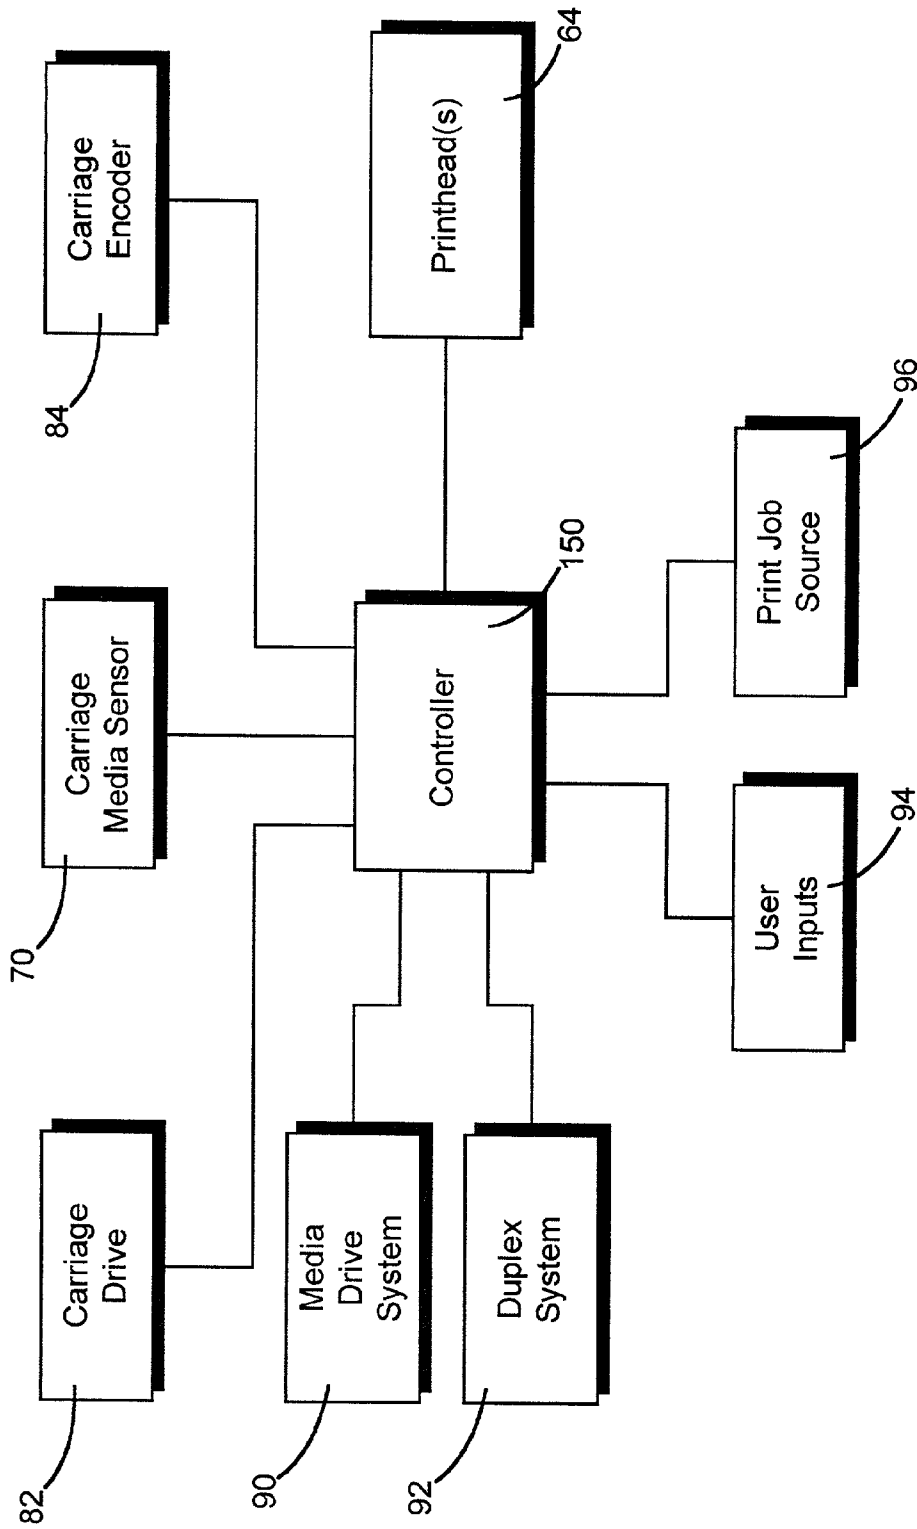 82
Carriage
Drive
70
Carriage
Media Sensor
84
Carriage
Encoder
90
Media
Drive
System
92
Duplex
System
Controller
150
Printhead(s)
64
User
Inputs
94
Print Job
Source
96